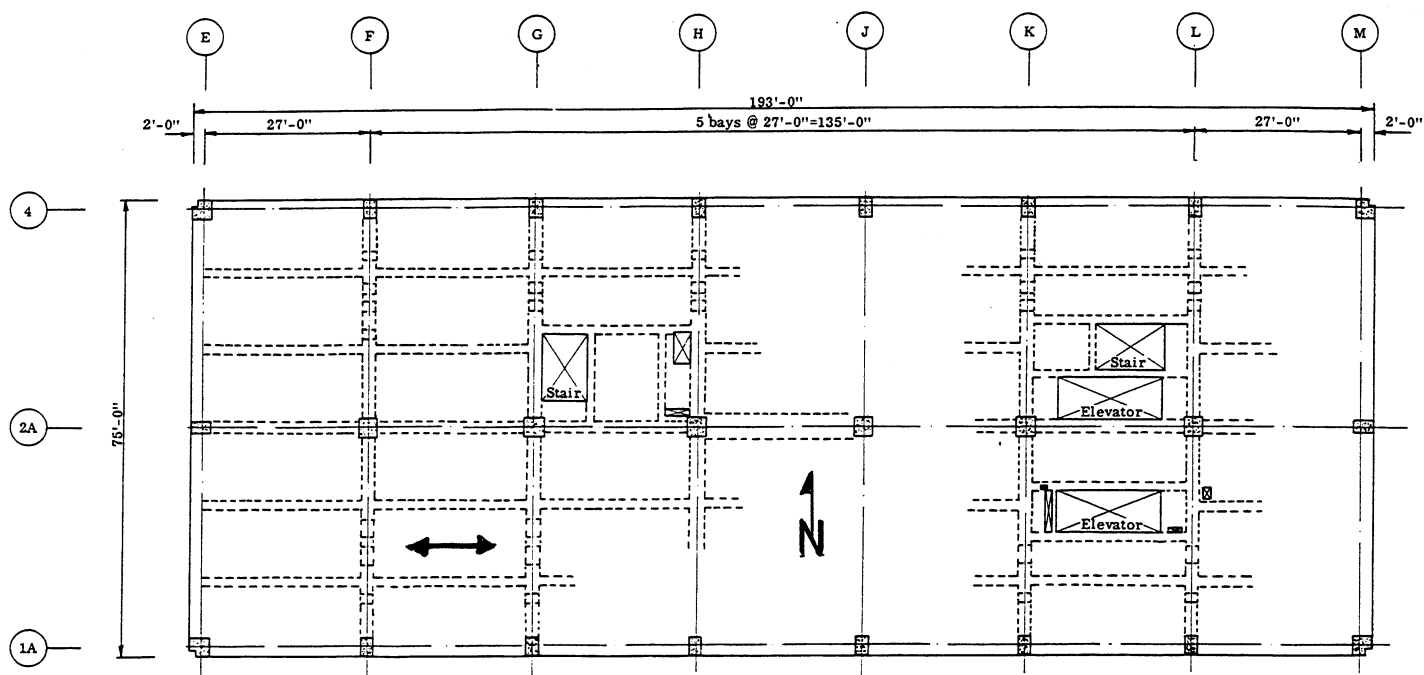 E F G H J K L M
193'-0"
2'-0" 27'-0" 5 bays @ 27'-0"=135'-0" 27'-0" 2'-0"
4
75'-0"
Stair
Stair
Elevator
2A
Elevator
N
1A